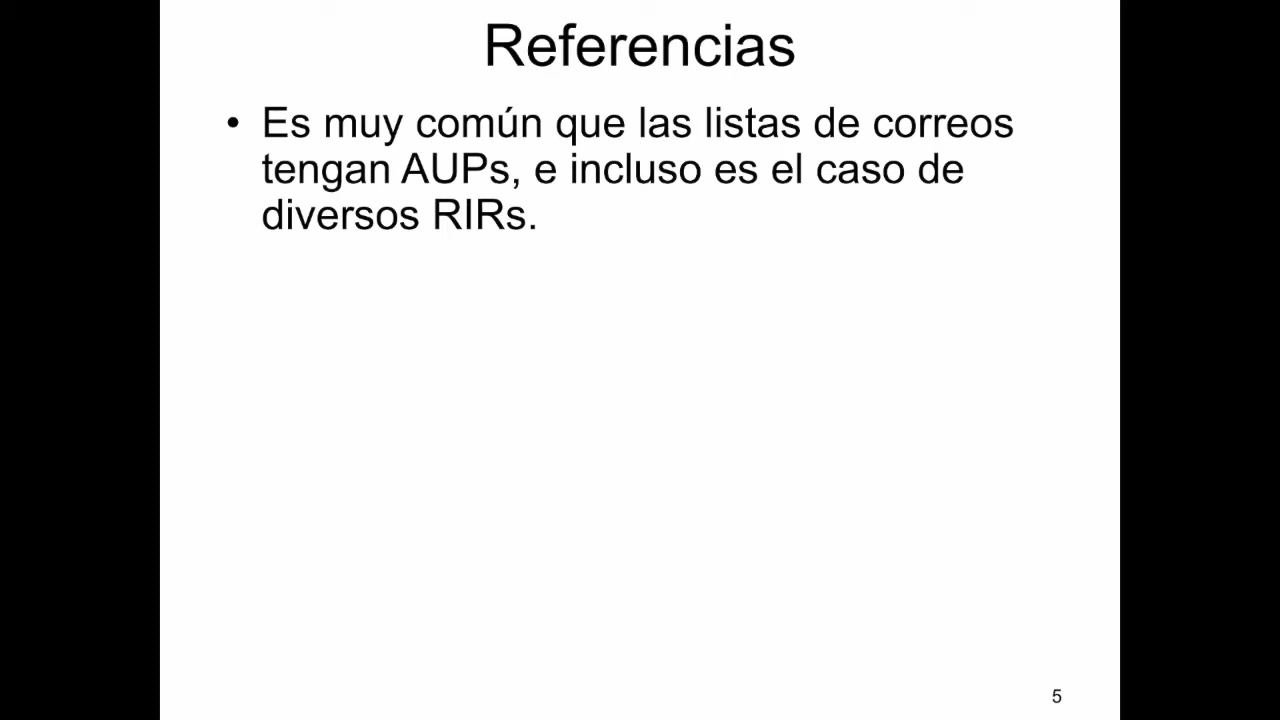 Referencias
• Es muy común que las listas de correos
tengan AUPs, e incluso es el caso de
diversos RIRs.
5